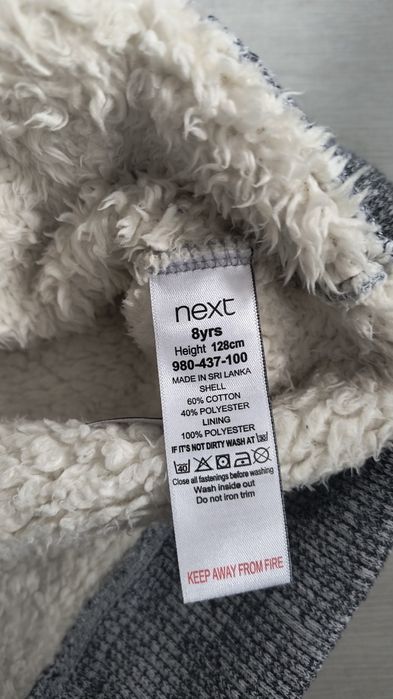 next
8yrs
Height 128cm
980-437-100
MADE IN SRI LANKA
SHELL
60% COTTON
40% POLYESTER
LINING
100% POLYESTER
IF IT'S NOT DIRTY WASH AT 30
40
Close all fastenings before washing
Wash inside out
Do not iron trim
KEEP AWAY FROM FIRE